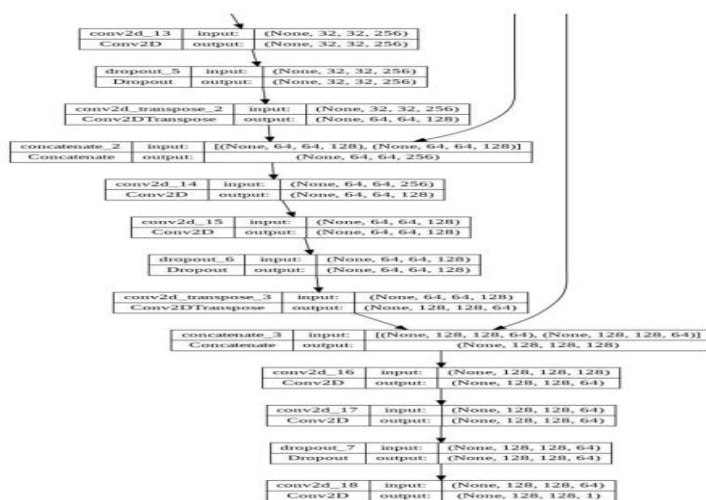 conv2d_13 input: (None, 32, 32, 256)
Conv2D output: (None, 32, 32, 256)
dropout_5 input: (None, 32, 32, 256)
Dropout output: (None, 32, 32, 256)
conv2d_transpose_2 input: (None, 32, 32, 256)
Conv2DTranspose output: (None, 64, 64, 128)
concatenate_2 input: [(None, 64, 64, 128), (None, 64, 64, 128)]
Concatenate output: (None, 64, 64, 256)
conv2d_14 input: (None, 64, 64, 256)
Conv2D output: (None, 64, 64, 128)
conv2d_15 input: (None, 64, 64, 128)
Conv2D output: (None, 64, 64, 128)
dropout_6 input: (None, 64, 64, 128)
Dropout output: (None, 64, 64, 128)
conv2d_transpose_3 input: (None, 64, 64, 128)
Conv2DTranspose output: (None, 128, 128, 64)
concatenate_3 input: [(None, 128, 128, 64), (None, 128, 128, 64)]
Concatenate output: (None, 128, 128, 128)
conv2d_16 input: (None, 128, 128, 128)
Conv2D output: (None, 128, 128, 64)
conv2d_17 input: (None, 128, 128, 64)
Conv2D output: (None, 128, 128, 64)
dropout_7 input: (None, 128, 128, 64)
Dropout output: (None, 128, 128, 64)
conv2d_18 input: (None, 128, 128, 64)
Conv2D output: (None, 128, 128, 1)